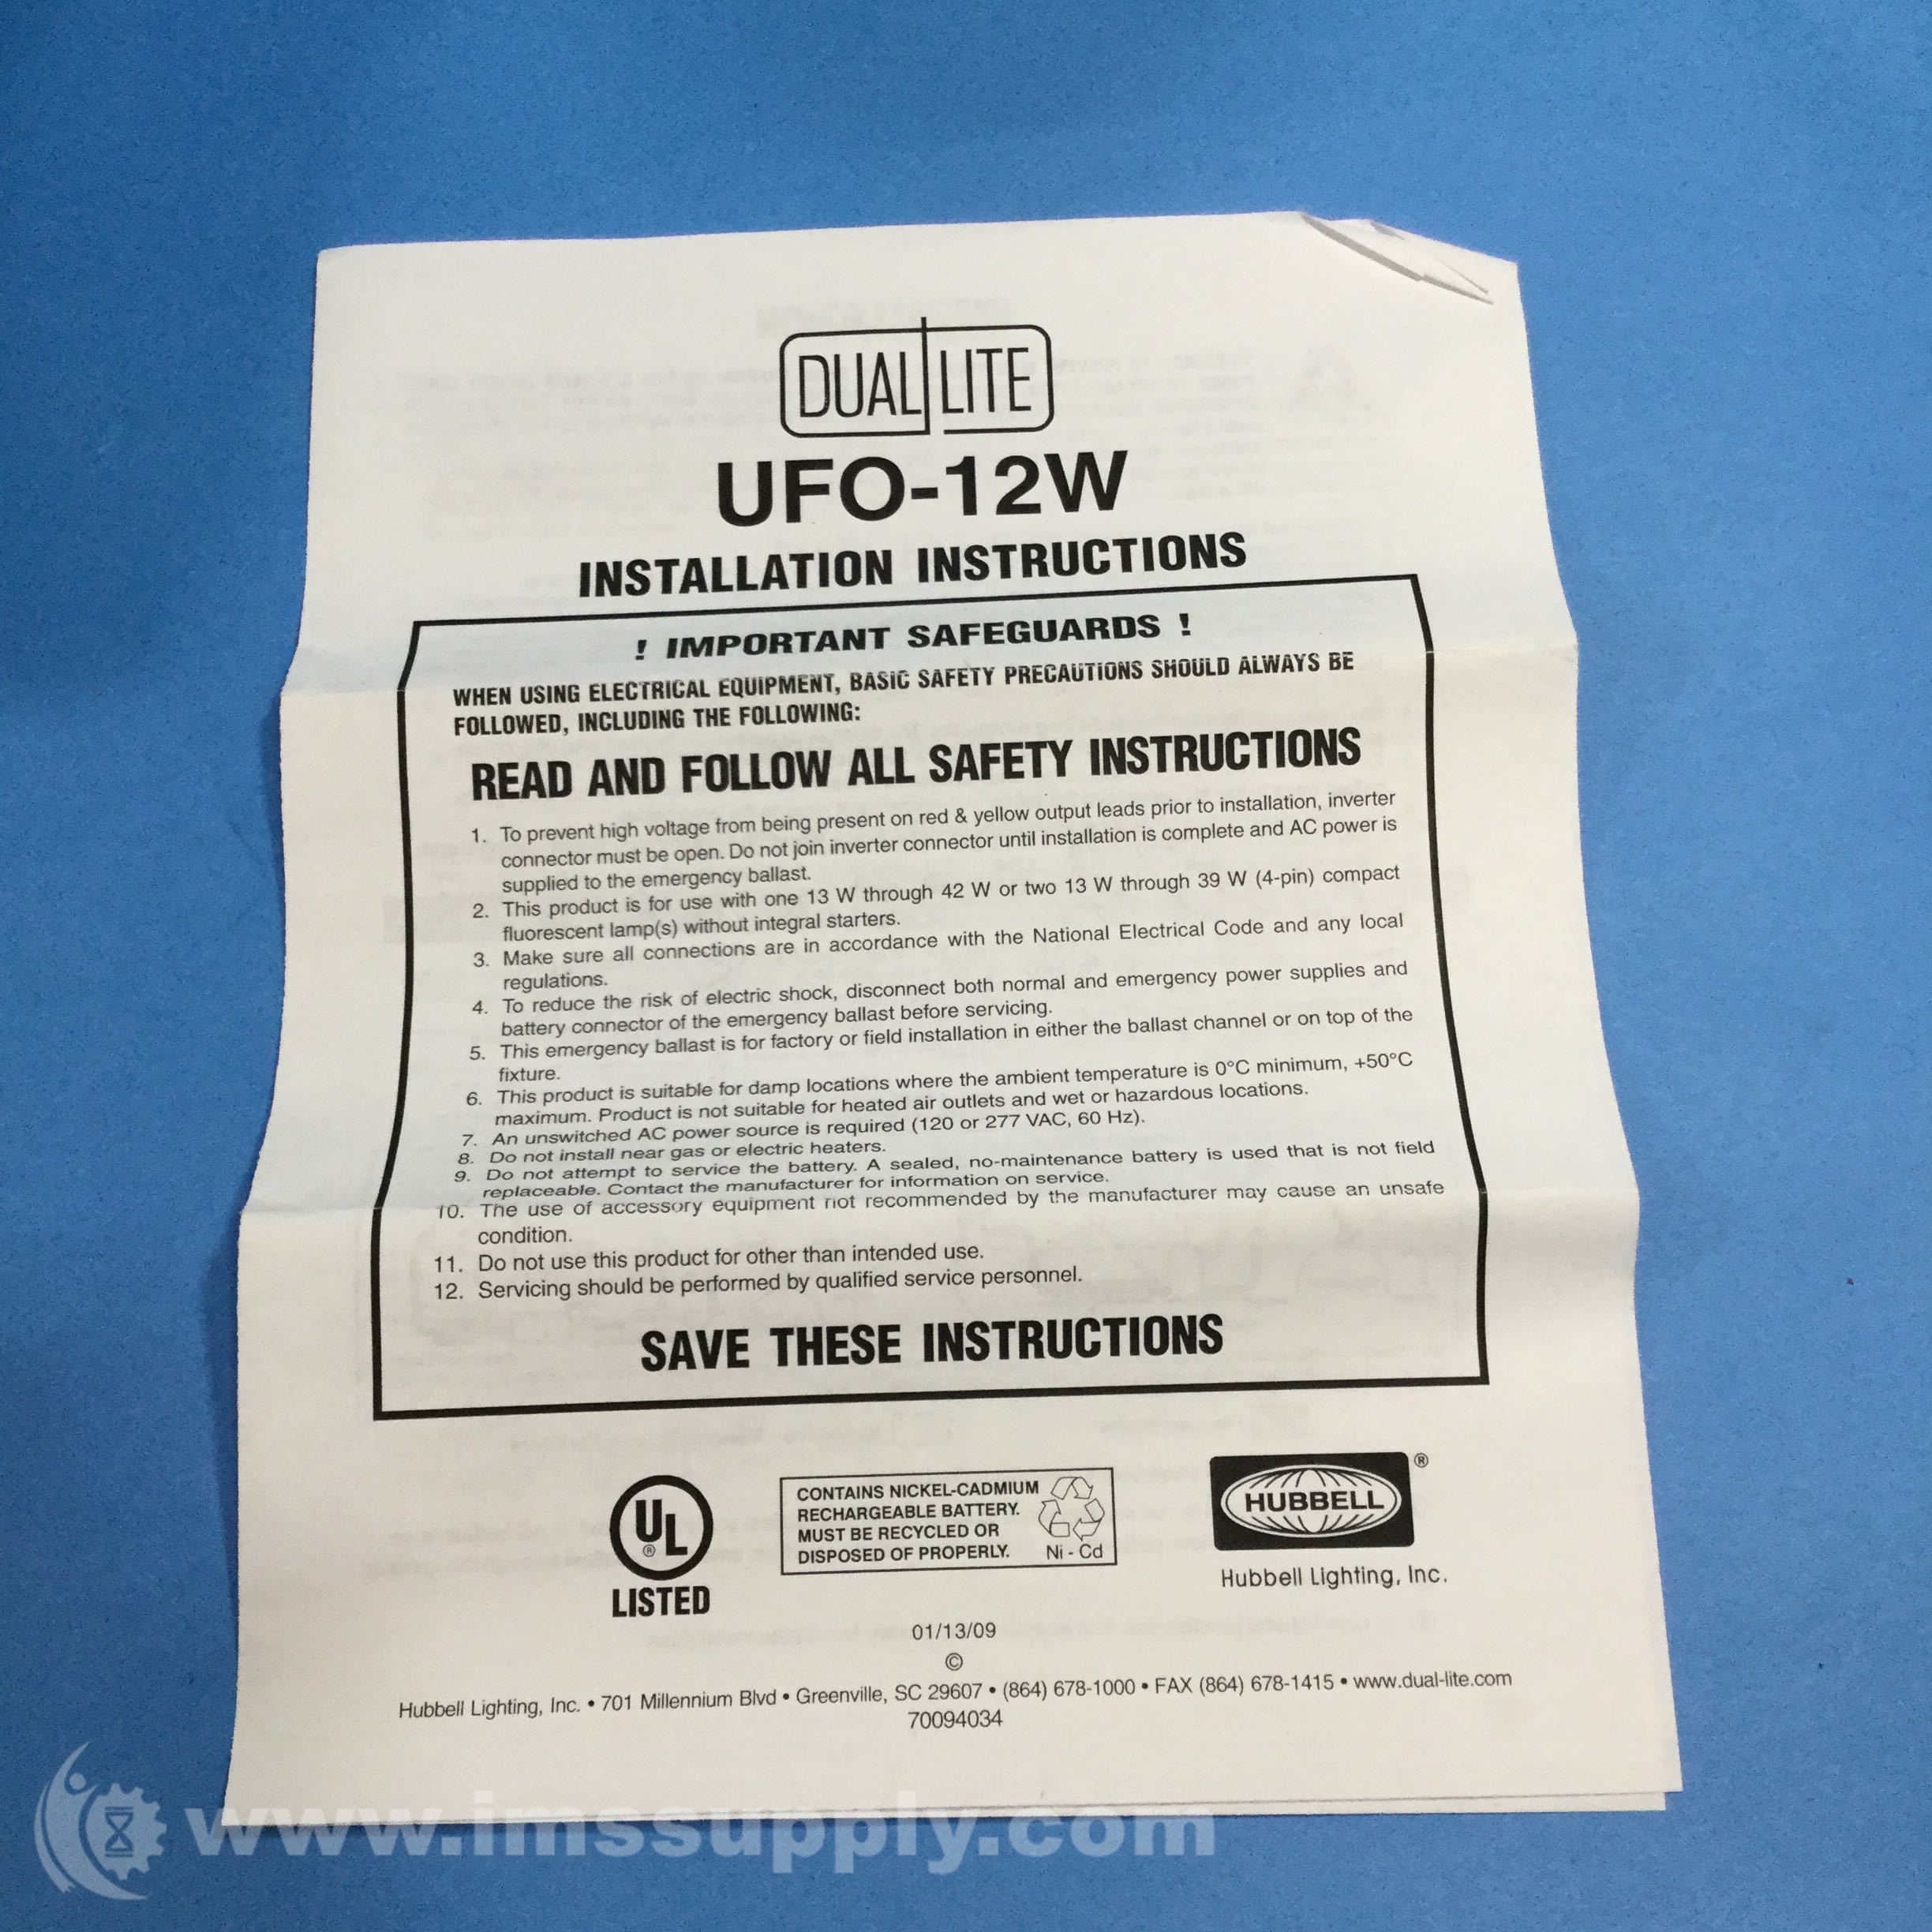 DUAL LITE
UFO-12W
INSTALLATION INSTRUCTIONS
! IMPORTANT SAFEGUARDS !
WHEN USING ELECTRICAL EQUIPMENT, BASIC SAFETY PRECAUTIONS SHOULD ALWAYS BE
FOLLOWED, INCLUDING THE FOLLOWING:
READ AND FOLLOW ALL SAFETY INSTRUCTIONS
1. To prevent high voltage from being present on red & yellow output leads prior to installation, inverter
connector must be open. Do not join inverter connector until installation is complete and AC power is
supplied to the emergency ballast.
2. This product is for use with one 13 W through 42 W or two 13 W through 39 W (4-pin) compact
fluorescent lamp(s) without integral starters.
3. Make sure all connections are in accordance with the National Electrical Code and any local
regulations.
4. To reduce the risk of electric shock, disconnect both normal and emergency power supplies and
battery connector of the emergency ballast before servicing.
5. This emergency ballast is for factory or field installation in either the ballast channel or on top of the
fixture.
6. This product is suitable for damp locations where the ambient temperature is 0°C minimum, +50°C
maximum. Product is not suitable for heated air outlets and wet or hazardous locations.
7. An unswitched AC power source is required (120 or 277 VAC, 60 Hz).
8. Do not install near gas or electric heaters.
9. Do not attempt to service the battery. A sealed, no-maintenance battery is used that is not field
replaceable. Contact the manufacturer for information on service.
10. The use of accessory equipment not recommended by the manufacturer may cause an unsafe
condition.
11. Do not use this product for other than intended use.
12. Servicing should be performed by qualified service personnel.
SAVE THESE INSTRUCTIONS
UL ®
LISTED
CONTAINS NICKEL-CADMIUM
RECHARGEABLE BATTERY.
MUST BE RECYCLED OR
DISPOSED OF PROPERLY.
Ni - Cd
HUBBELL ®
Hubbell Lighting, Inc.
01/13/09
©
Hubbell Lighting, Inc. • 701 Millennium Blvd • Greenville, SC 29607 • (864) 678-1000 • FAX (864) 678-1415 • www.dual-lite.com
70094034
www.imssupply.com